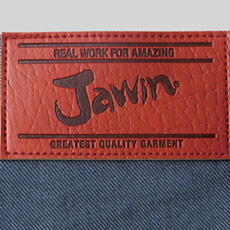 REAL WORK FOR AMAZING
Jawin
GREATEST QUALITY GARMENT